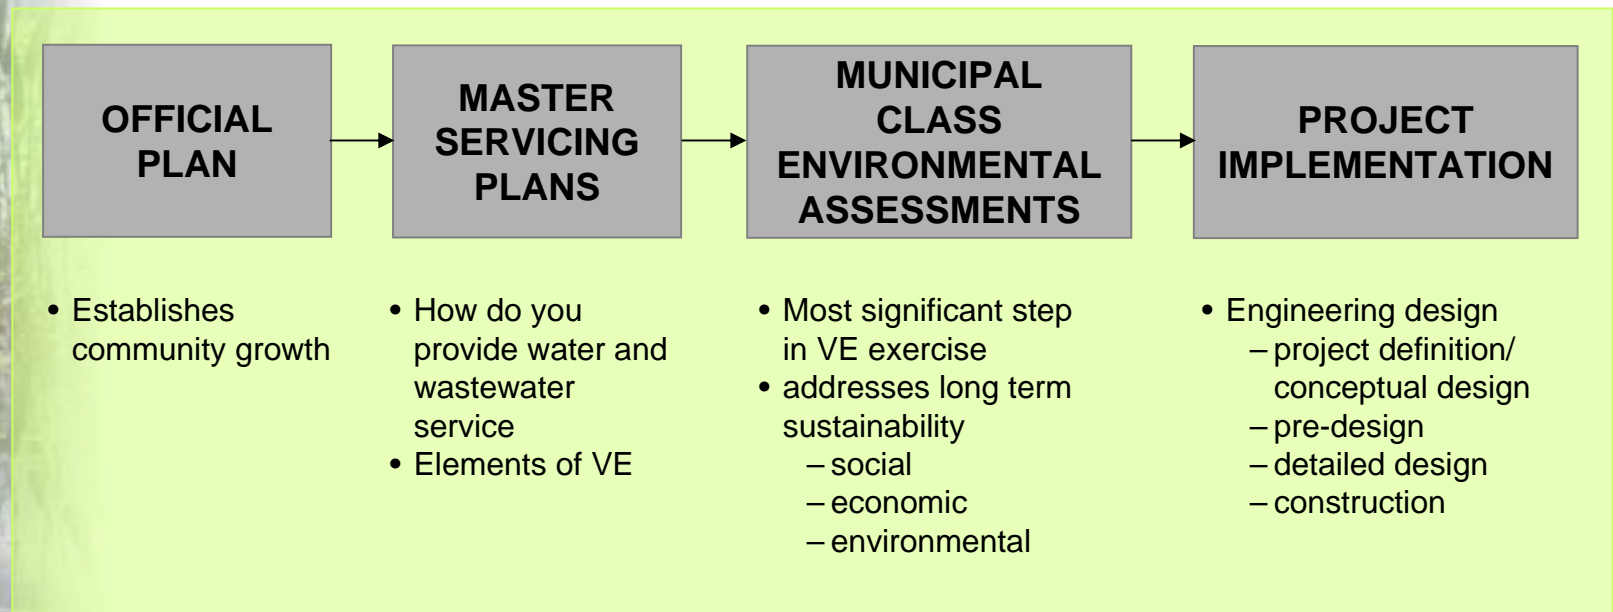 OFFICIAL
PLAN
MASTER
SERVICING
PLANS
MUNICIPAL
CLASS
ENVIRONMENTAL
ASSESSMENTS
PROJECT
IMPLEMENTATION
• Establishes
community growth
• How do you
provide water and
wastewater
service
• Elements of VE
• Most significant step
in VE exercise
• addresses long term
sustainability
– social
– economic
– environmental
• Engineering design
– project definition/
conceptual design
– pre-design
– detailed design
– construction